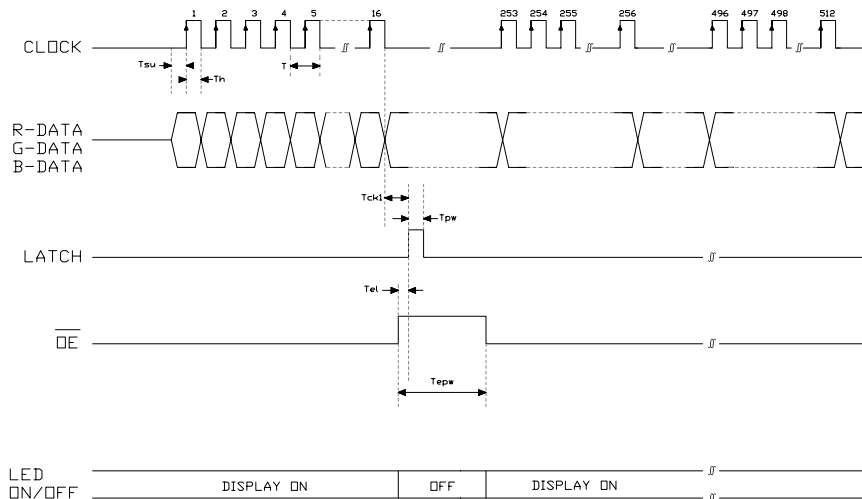 1 2 3 4 5 16 253 254 255 256 496 497 498 512
CLOCK
Tsu Th T
R-DATA
G-DATA
B-DATA
Tck1
Tpw
LATCH
Tel
OE
Tepw
LED
ON/OFF
DISPLAY ON OFF DISPLAY ON